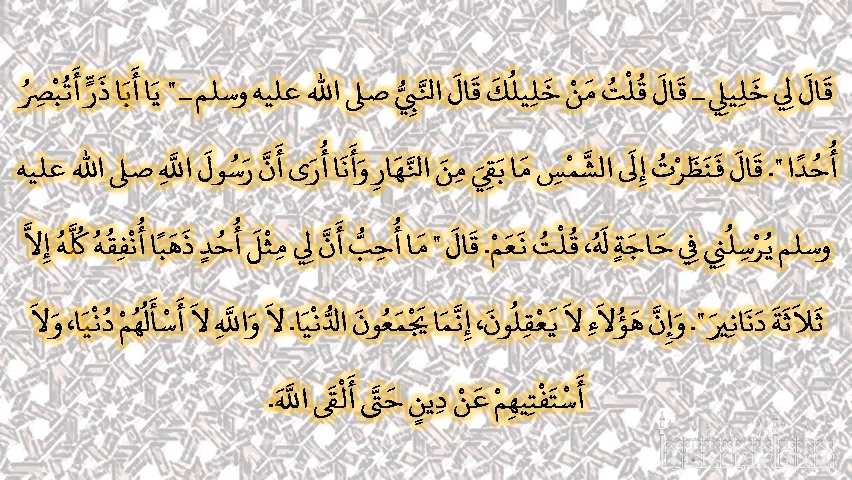 قَالَ لِي خَلِيلِي ـ قَالَ قُلْتُ مَنْ خَلِيلُكَ قَالَ النَّبِيُّ صلى الله عليه وسلم ـ " يَا أَبَا ذَرٍّ أَتُبْصِرُ
أُحُدًا ". قَالَ فَنَظَرْتُ إِلَى الشَّمْسِ مَا بَقِيَ مِنَ النَّهَارِ وَأَنَا أُرَى أَنَّ رَسُولَ اللَّهِ صلى الله عليه
وسلم يُرْسِلُنِي فِي حَاجَةٍ لَهُ، قُلْتُ نَعَمْ. قَالَ " مَا أُحِبُّ أَنَّ لِي مِثْلَ أُحُدٍ ذَهَبًا أُنْفِقُهُ كُلَّهُ إِلاَّ
ثَلاَثَةَ دَنَانِيرَ ". وَإِنَّ هَؤُلاَءِ لاَ يَعْقِلُونَ، إِنَّمَا يَجْمَعُونَ الدُّنْيَا. لاَ وَاللَّهِ لاَ أَسْأَلُهُمْ دُنْيَا، وَلاَ
أَسْتَفْتِيهِمْ عَنْ دِينٍ حَتَّى أَلْقَى اللَّهَ.